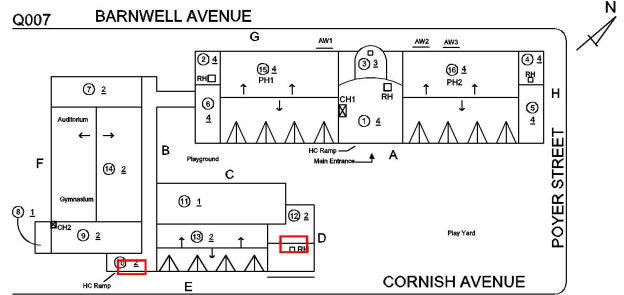 Q007 BARNWELL AVENUE N
G
AW1 AW2 AW3
2 4 3 3 4 4
RH 15 4 16 4 RH
PH1 RH PH2
7 2 6 4 CH1 5 4 H
1 4
Auditorium
HC Ramp
Main Entrance A
B Playground
F C
14 2
Gymnasium 11 1
8 1 12 2
CH2 13 2 D Play Yard
9 2 RH
10 2
HC Ramp E
CORNISH AVENUE
POYER STREET